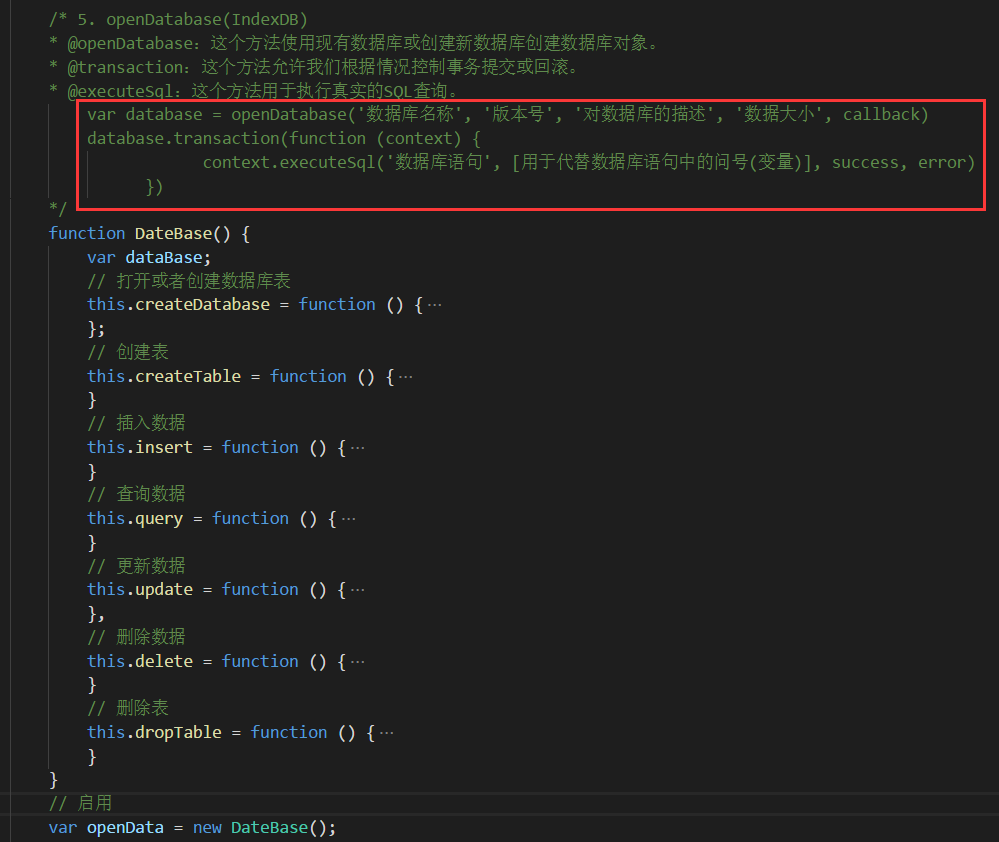 /* 5. openDatabase(IndexDB)
* @openDatabase：这个方法使用现有数据库或创建新数据库创建数据库对象。
* @transaction：这个方法允许我们根据情况控制事务提交或回滚。
* @executeSql：这个方法用于执行真实的SQL查询。
var database = openDatabase('数据库名称', '版本号', '对数据库的描述', '数据大小', callback)
database.transaction(function (context) {
context.executeSql('数据库语句', [用于代替数据库语句中的问号(变量)], success, error)
})
*/
function DateBase() {
var dataBase;
// 打开或者创建数据库表
this.createDatabase = function () {···
};
// 创建表
this.createTable = function () {···
}
// 插入数据
this.insert = function () {···
}
// 查询数据
this.query = function () {···
}
// 更新数据
this.update = function () {···
},
// 删除数据
this.delete = function () {···
}
// 删除表
this.dropTable = function () {···
}
}
// 启用
var openData = new DateBase();